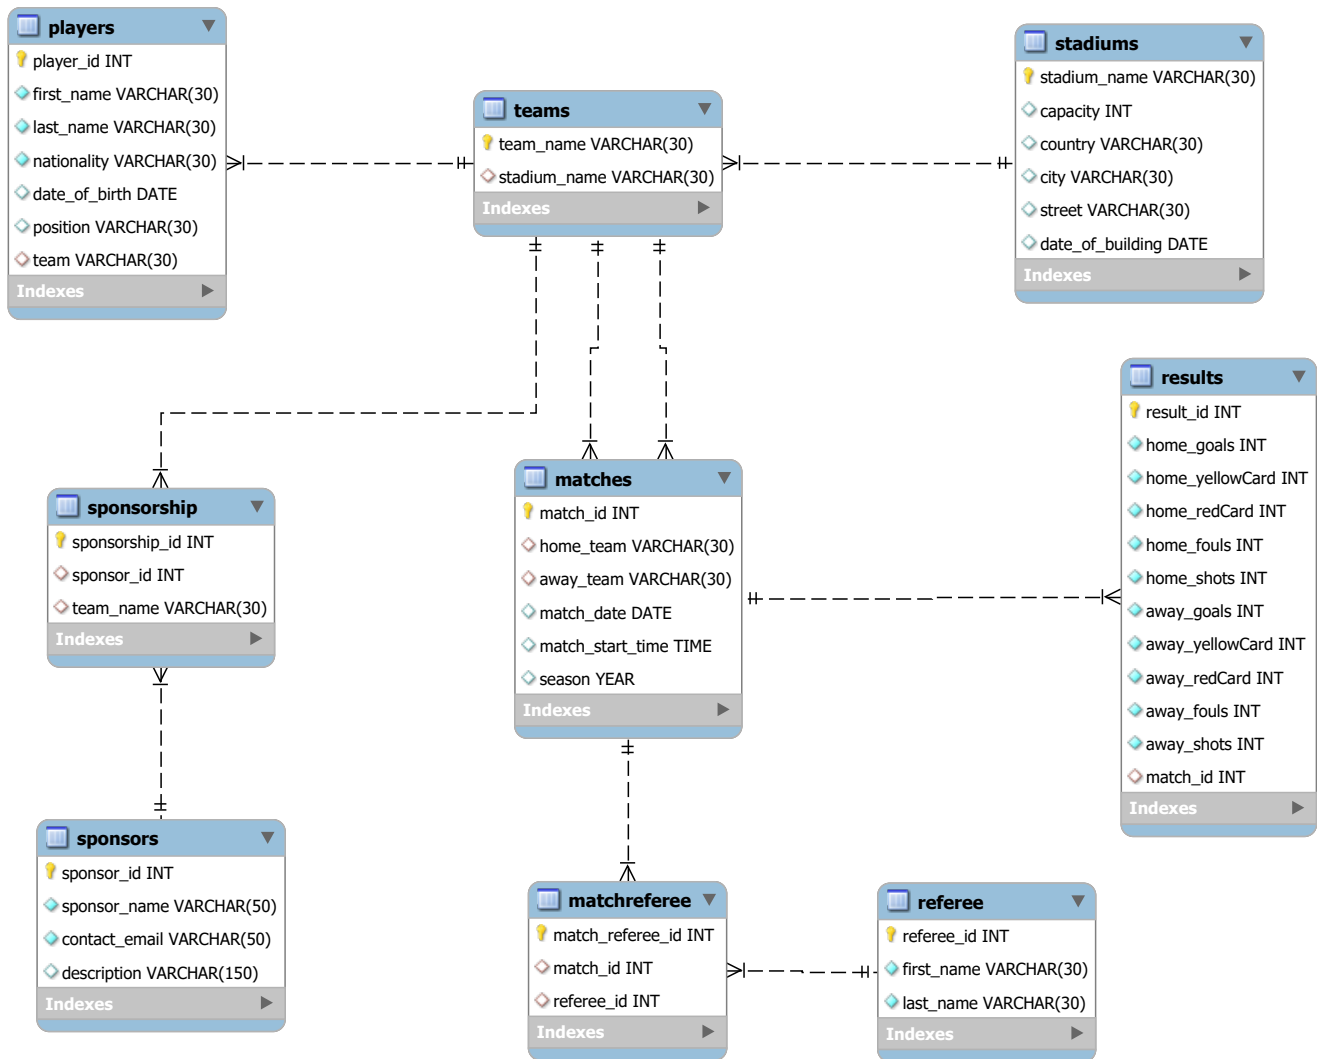 players
player_id INT
first_name VARCHAR(30)
last_name VARCHAR(30)
nationality VARCHAR(30)
date_of_birth DATE
position VARCHAR(30)
team VARCHAR(30)
Indexes
teams
team_name VARCHAR(30)
stadium_name VARCHAR(30)
Indexes
stadiums
stadium_name VARCHAR(30)
capacity INT
country VARCHAR(30)
city VARCHAR(30)
street VARCHAR(30)
date_of_building DATE
Indexes
results
result_id INT
home_goals INT
home_yellowCard INT
home_redCard INT
home_fouls INT
home_shots INT
away_goals INT
away_yellowCard INT
away_redCard INT
away_fouls INT
away_shots INT
match_id INT
Indexes
matches
match_id INT
home_team VARCHAR(30)
away_team VARCHAR(30)
match_date DATE
match_start_time TIME
season YEAR
Indexes
sponsorship
sponsorship_id INT
sponsor_id INT
team_name VARCHAR(30)
Indexes
sponsors
sponsor_id INT
sponsor_name VARCHAR(50)
contact_email VARCHAR(50)
description VARCHAR(150)
Indexes
matchreferee
match_referee_id INT
match_id INT
referee_id INT
Indexes
referee
referee_id INT
first_name VARCHAR(30)
last_name VARCHAR(30)
Indexes